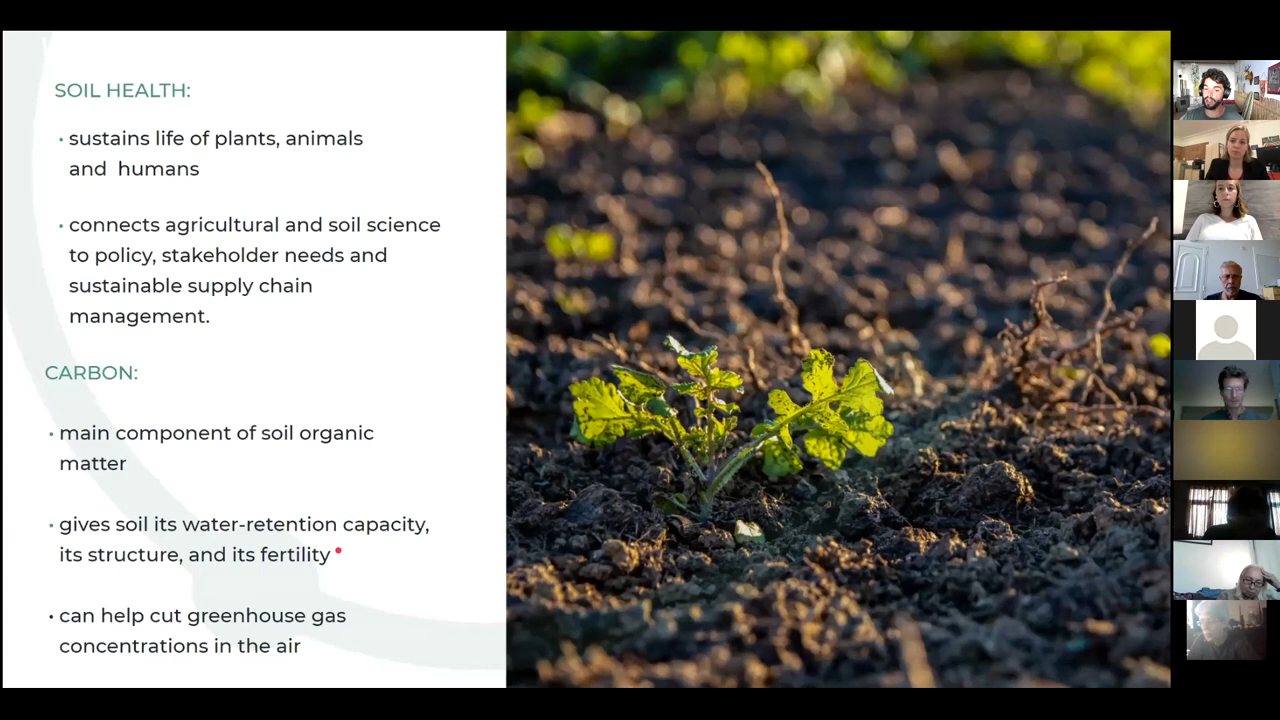 SOIL HEALTH:
• sustains life of plants, animals
and  humans
• connects agricultural and soil science
to policy, stakeholder needs and
sustainable supply chain
management.
CARBON:
• main component of soil organic
matter
• gives soil its water-retention capacity,
its structure, and its fertility
• can help cut greenhouse gas
concentrations in the air